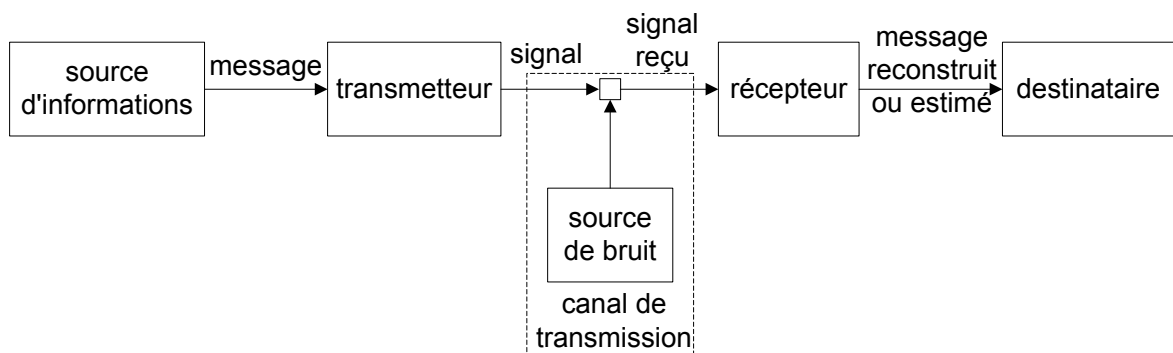 source
d'informations
message
transmetteur
signal
signal
reçu
récepteur
message
reconstruit
ou estimé
destinataire
source
de bruit
canal de
transmission